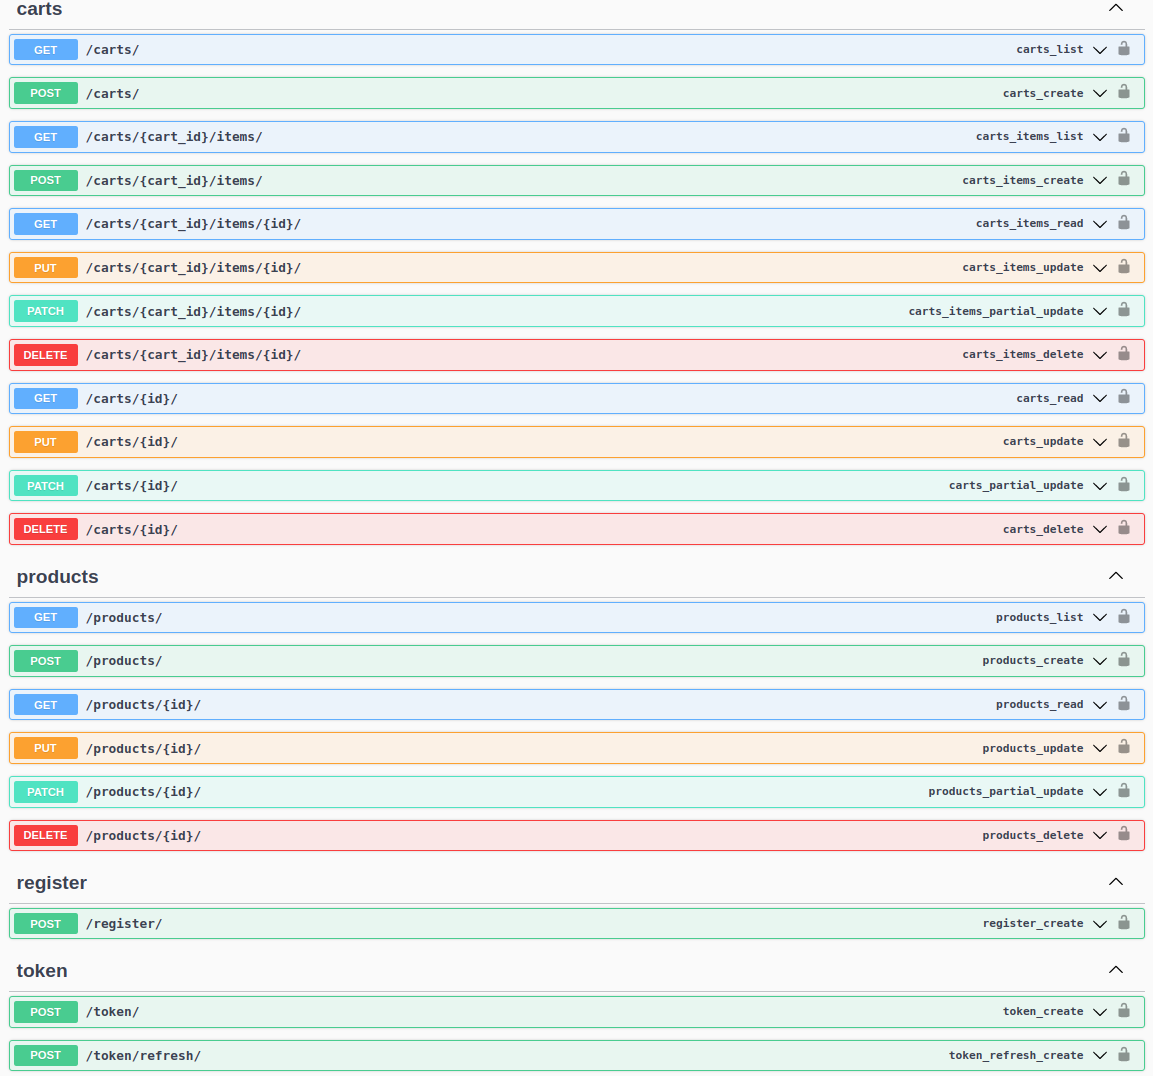 carts
GET /carts/ carts_list
POST /carts/ carts_create
GET /carts/{cart_id}/items/ carts_items_list
POST /carts/{cart_id}/items/ carts_items_create
GET /carts/{cart_id}/items/{id}/ carts_items_read
PUT /carts/{cart_id}/items/{id}/ carts_items_update
PATCH /carts/{cart_id}/items/{id}/ carts_items_partial_update
DELETE /carts/{cart_id}/items/{id}/ carts_items_delete
GET /carts/{id}/ carts_read
PUT /carts/{id}/ carts_update
PATCH /carts/{id}/ carts_partial_update
DELETE /carts/{id}/ carts_delete
products
GET /products/ products_list
POST /products/ products_create
GET /products/{id}/ products_read
PUT /products/{id}/ products_update
PATCH /products/{id}/ products_partial_update
DELETE /products/{id}/ products_delete
register
POST /register/ register_create
token
POST /token/ token_create
POST /token/refresh/ token_refresh_create